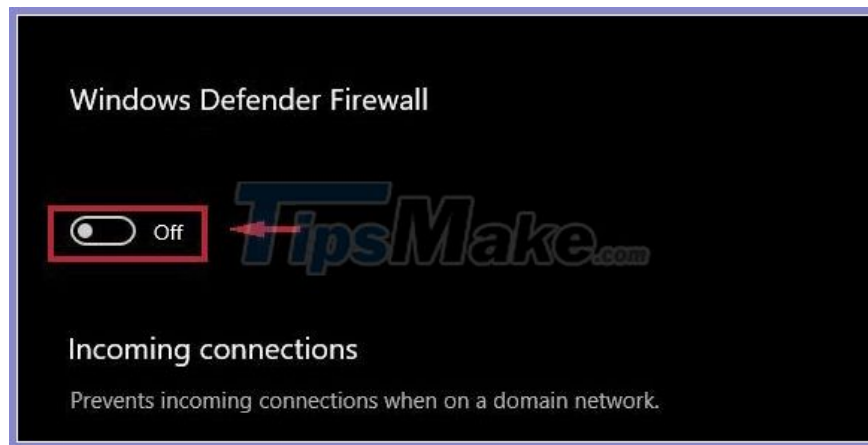 Windows Defender Firewall
Off
TipsMake.com
Incoming connections
Prevents incoming connections when on a domain network.